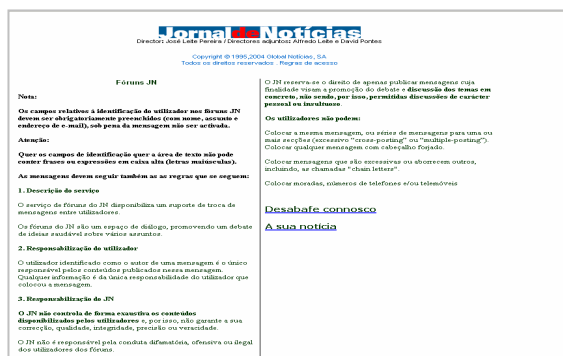 Jornal de Notícias
Director: José Leite Pereira / Directores adjuntos: Alfredo Leite e David Pontes
Copyright © 1995,2004 Global Notícias, SA
Todos os direitos reservados . Regras de acesso
Fóruns JN
Nota:
Os campos relativos à identificação do utilizador nos fóruns JN
devem ser obrigatoriamente preenchidos (com nome, assunto e
endereço de e-mail), sob pena da mensagem não ser activada.
Atenção:
Quer os campos de identificação quer a área de texto não pode
conter frases ou expressões em caixa alta (letras maiúsculas).
As mensagens devem seguir também as as regras que se seguem:
1. Descrição do serviço
O serviço de fóruns do JN disponibiliza um suporte de troca de
mensagens entre utilizadores.
Os fóruns do JN são um espaço de diálogo, promovendo um debate
de ideias saudável sobre vários assuntos.
2. Responsabilização do utilizador
O utilizador identificado como o autor de uma mensagem é o único
responsável pelos conteúdos publicados nessa mensagem.
Qualquer informação é da única responsabilidade do utilizador que
colocou a mensagem.
3. Responsabilização do JN
O JN não controla de forma exaustiva os conteúdos
disponibilizados pelos utilizadores e, por isso, não garante a sua
correcção, qualidade, integridade, precisão ou veracidade.
O JN não é responsável pela conduta difamatória, ofensiva ou ilegal
dos utilizadores dos fóruns.
O JN reserva-se o direito de apenas publicar mensagens cuja
finalidade visam a promoção do debate e discussão dos temas em
concreto, não sendo, por isso, permitidas discussões de carácter
pessoal ou insultuoso.
Os utilizadores não podem:
Colocar a mesma mensagem, ou séries de mensagens para uma ou
mais secções (excessivo "cross-posting" ou "multiple-posting").
Colocar qualquer mensagem com cabeçalho forjado.
Colocar mensagens que são excessivas ou aborrecem outros,
incluindo, as chamadas "chain letters".
Colocar moradas, números de telefones e/ou telemóveis
Desabafe connosco
A sua notícia